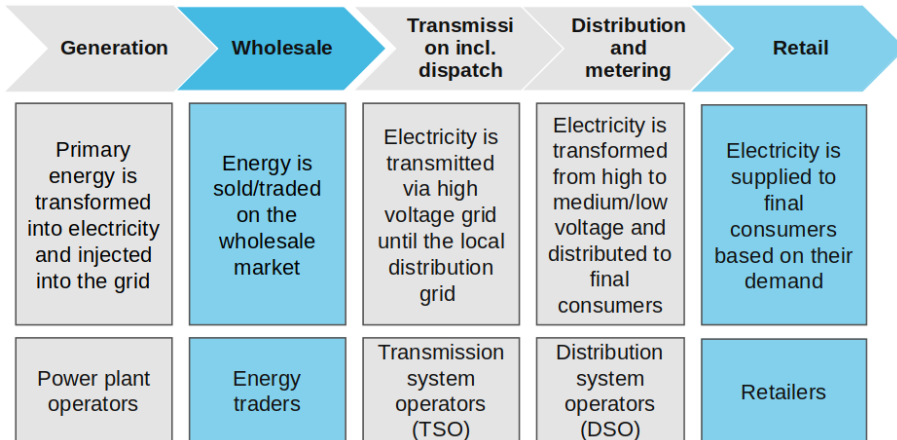 Generation
Wholesale
Transmissi
on incl.
dispatch
Distribution
and
metering
Retail
Primary
energy is
transformed
into electricity
and injected
into the grid
Energy is
sold/traded
on the
wholesale
market
Electricity is
transmitted
via high
voltage grid
until the local
distribution
grid
Electricity is
transformed
from high to
medium/low
voltage and
distributed to
final
consumers
Electricity is
supplied to
final
consumers
based on their
demand
Power plant
operators
Energy
traders
Transmission
system
operators
(TSO)
Distribution
system
operators
(DSO)
Retailers